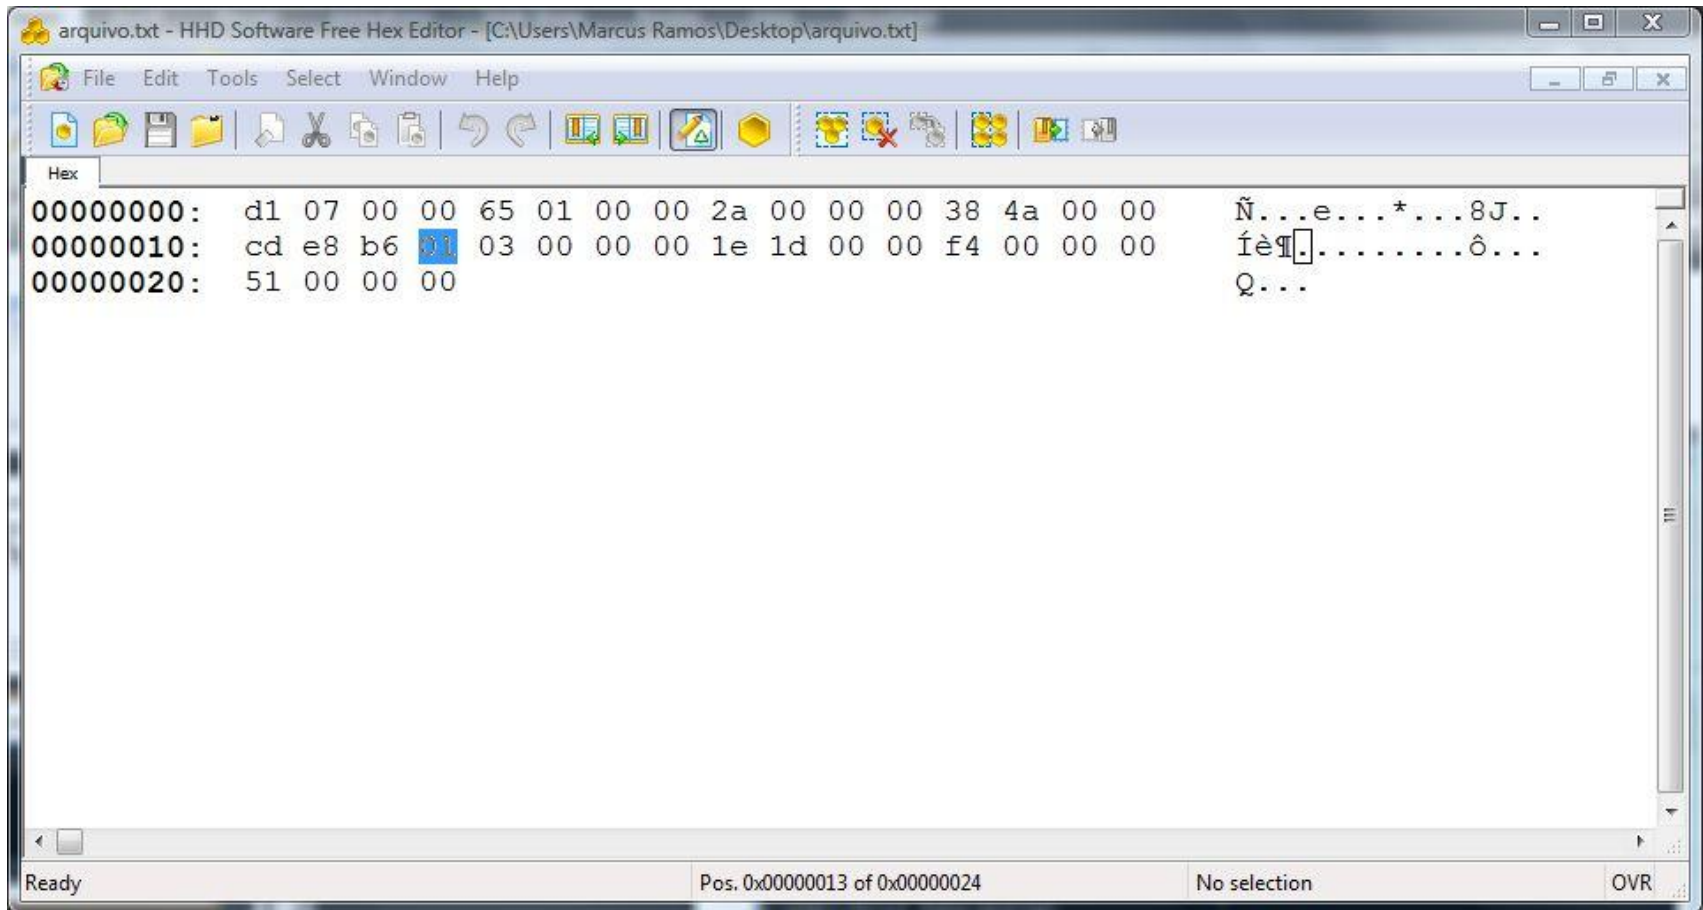 arquivo.txt - HHD Software Free Hex Editor - [C:\Users\Marcus Ramos\Desktop\arquivo.txt]
File Edit Tools Select Window Help
Hex
00000000: d1 07 00 00 65 01 00 00 2a 00 00 00 38 4a 00 00 Ñ...e...*...8J..
00000010: cd e8 b6 01 03 00 00 00 1e 1d 00 00 f4 00 00 00 Íè¶.........ô...
00000020: 51 00 00 00 Q...
Ready Pos. 0x00000013 of 0x00000024 No selection OVR